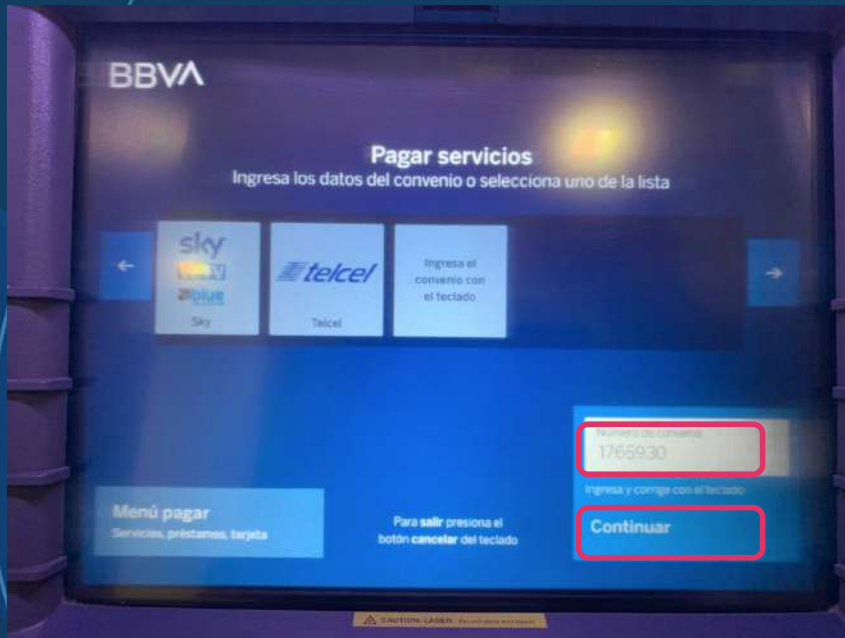 BBVA
Pagar servicios
Ingresa los datos del convenio o selecciona uno de la lista
←
sky
blue
Sky
telcel
Telcel
Ingresa el
convenio con
el teclado
→
Número de convenio
1765930
Ingresa y corrige con el teclado
Continuar
Menú pagar
Servicios, préstamos, tarjeta
Para salir presiona el
botón cancelar del teclado
CAUTION: LASER